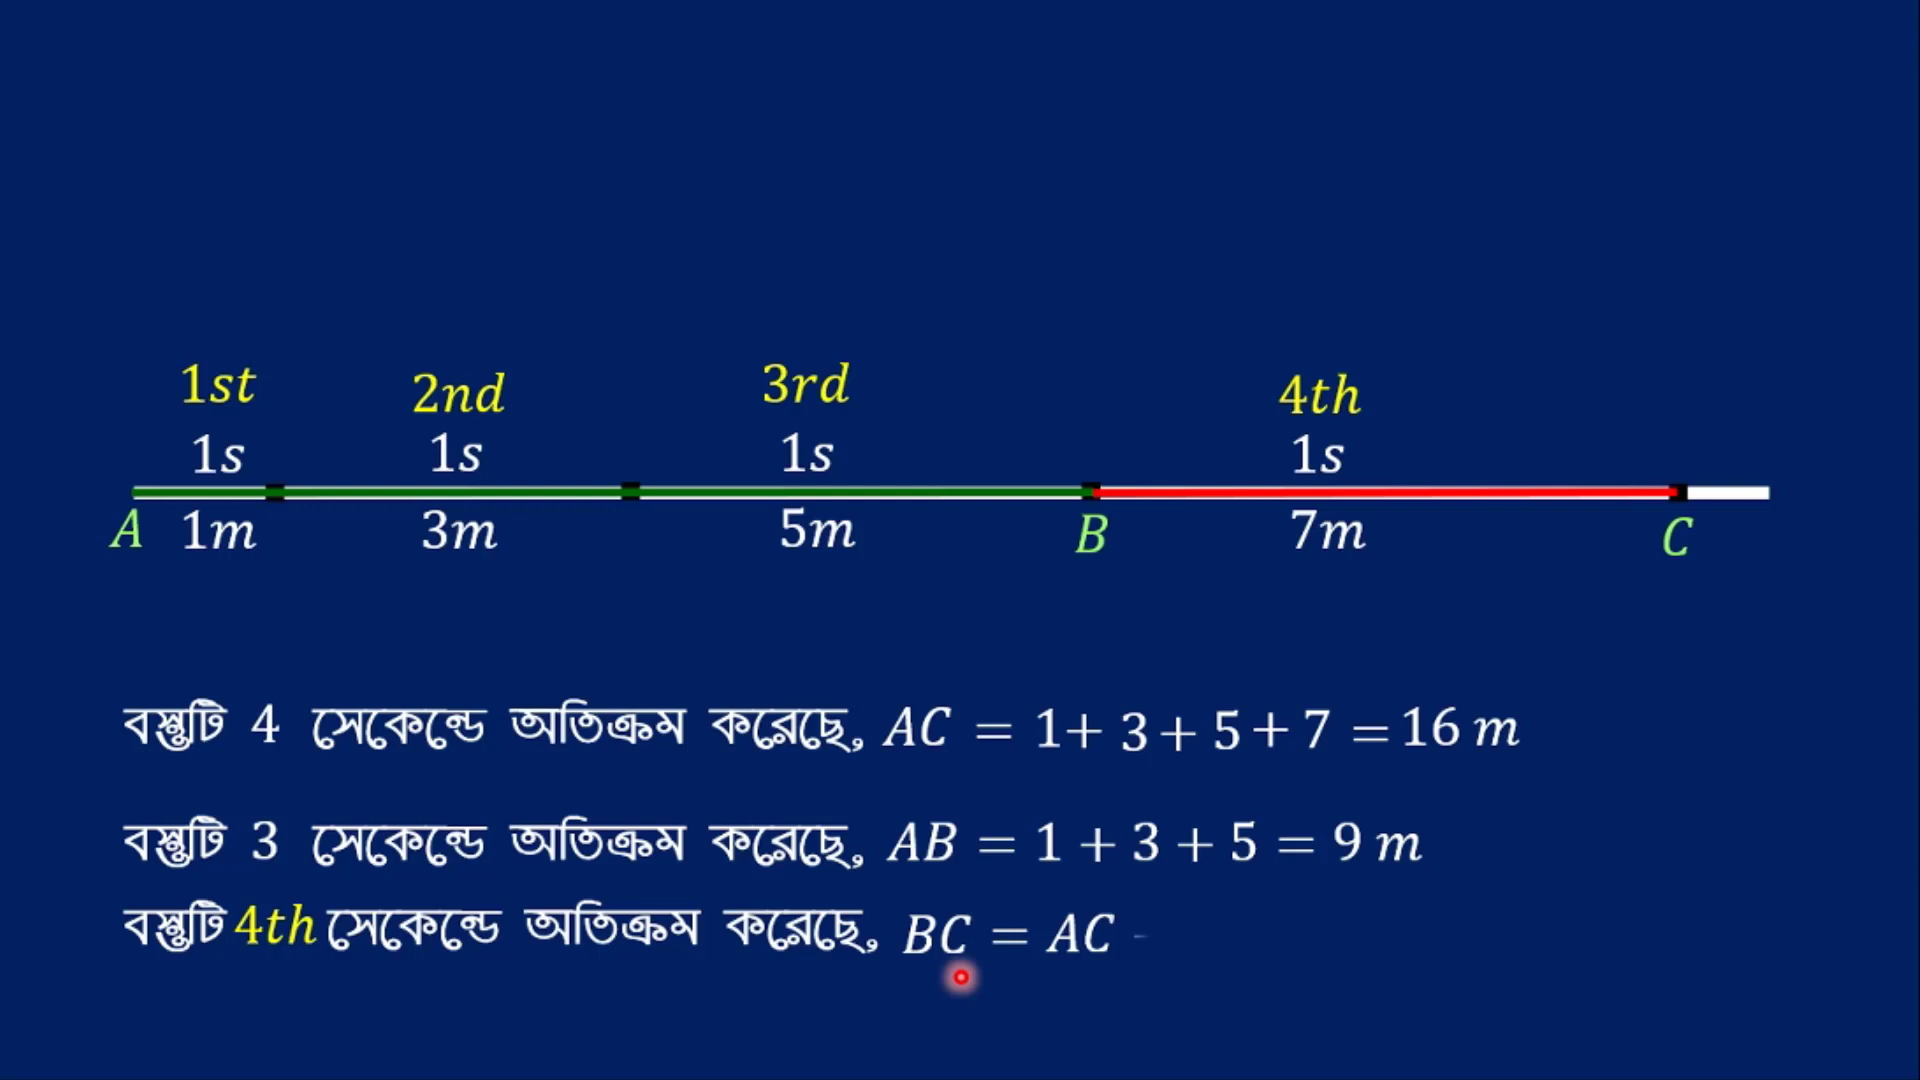 1st 2nd 3rd 4th
1s 1s 1s 1s
A 1m 3m 5m B 7m C
বস্তুটি 4 সেকেন্ডে অতিক্রম করেছে, AC = 1+ 3 + 5 + 7 = 16 m
বস্তুটি 3 সেকেন্ডে অতিক্রম করেছে, AB = 1 + 3 + 5 = 9 m
বস্তুটি 4th সেকেন্ডে অতিক্রম করেছে, BC = AC -